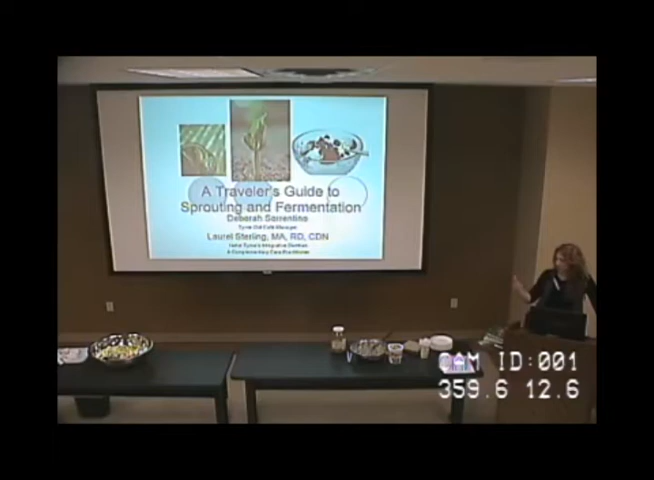 A Traveler's Guide to
Sprouting and Fermentation
Deborah Sorrentino
Laurel Sterling, MA, RD, CDN
CAM ID:001
359.6 12.6